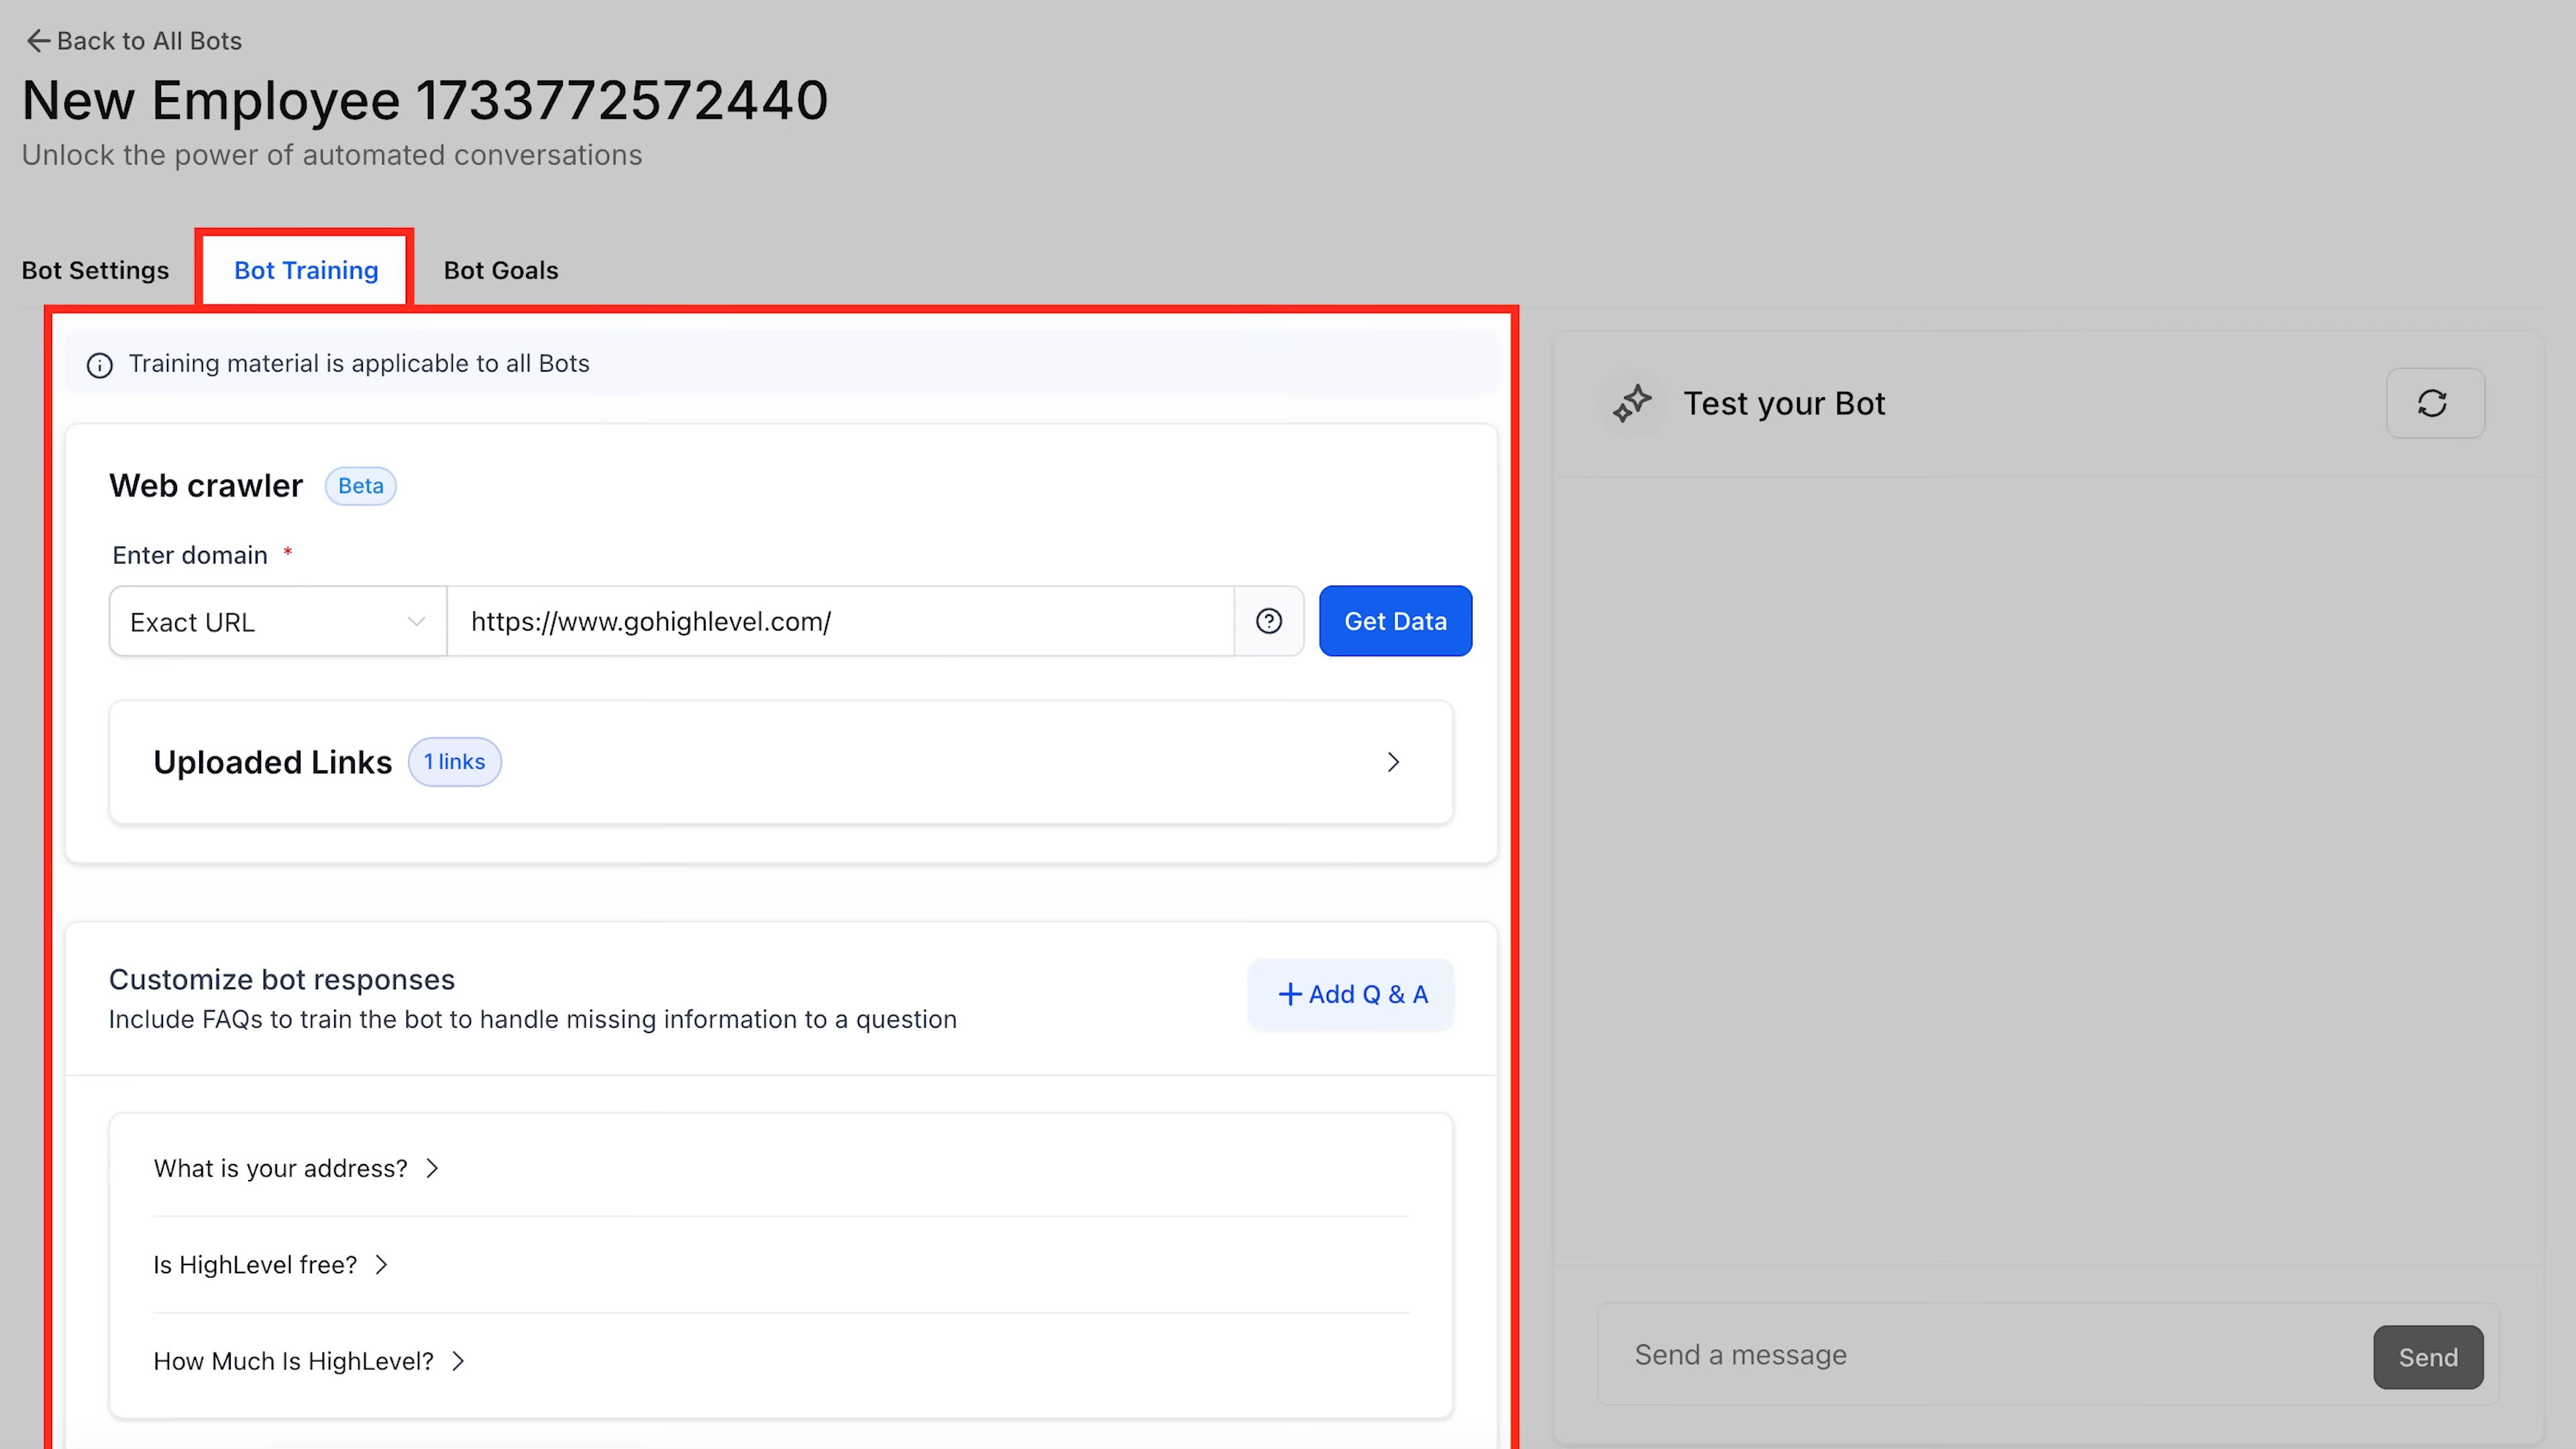 Back to All Bots
New Employee 1733772572440
Unlock the power of automated conversations
Bot Settings
Bot Training
Bot Goals
Training material is applicable to all Bots
Web crawler
Beta
Enter domain *
Exact URL
https://www.gohighlevel.com/
Get Data
Uploaded Links
1 links
Customize bot responses
Include FAQs to train the bot to handle missing information to a question
Add Q & A
What is your address?
Is HighLevel free?
How Much Is HighLevel?
Test your Bot
Send a message
Send